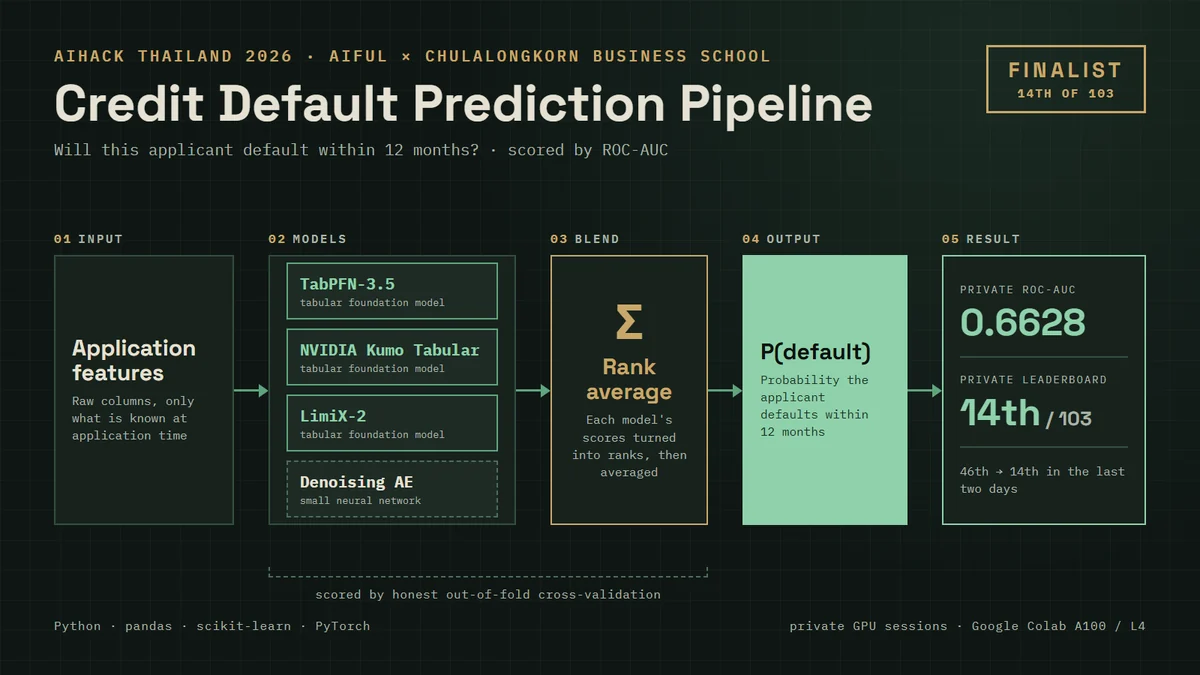 AIHACK THAILAND 2026 · AIFUL × CHULALONGKORN BUSINESS SCHOOL
Credit Default Prediction Pipeline
Will this applicant default within 12 months? · scored by ROC-AUC
FINALIST
14TH OF 103
01 INPUT
Application
features
Raw columns, only
what is known at
application time
02 MODELS
TabPFN-3.5
tabular foundation model
NVIDIA Kumo Tabular
tabular foundation model
LimiX-2
tabular foundation model
Denoising AE
small neural network
03 BLEND
Σ
Rank
average
Each model's
scores turned
into ranks, then
averaged
04 OUTPUT
P(default)
Probability the
applicant
defaults within
12 months
05 RESULT
PRIVATE ROC-AUC
0.6628
PRIVATE LEADERBOARD
14th / 103
46th → 14th in the last
two days
scored by honest out-of-fold cross-validation
Python · pandas · scikit-learn · PyTorch
private GPU sessions · Google Colab A100 / L4